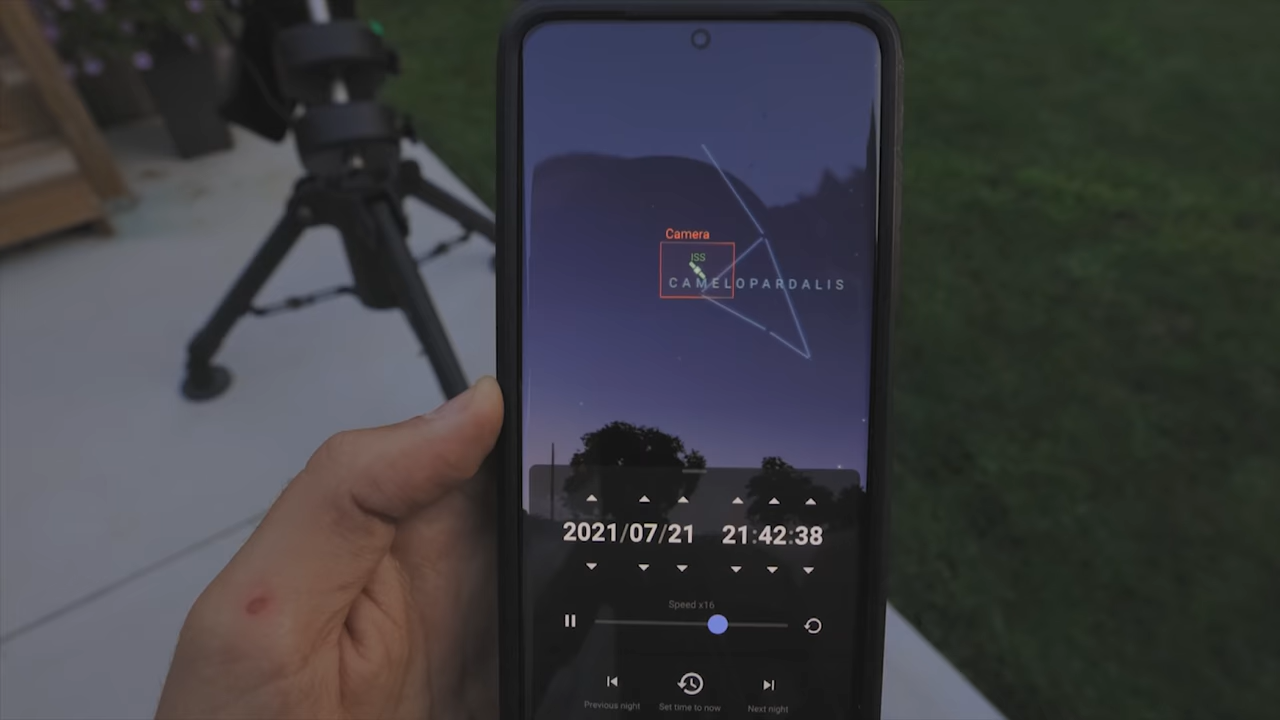 Camera
ISS
CAMELOPARDALIS
2021/07/21 21:42:38
Speed x16
Previous night
Set time to now
Next night